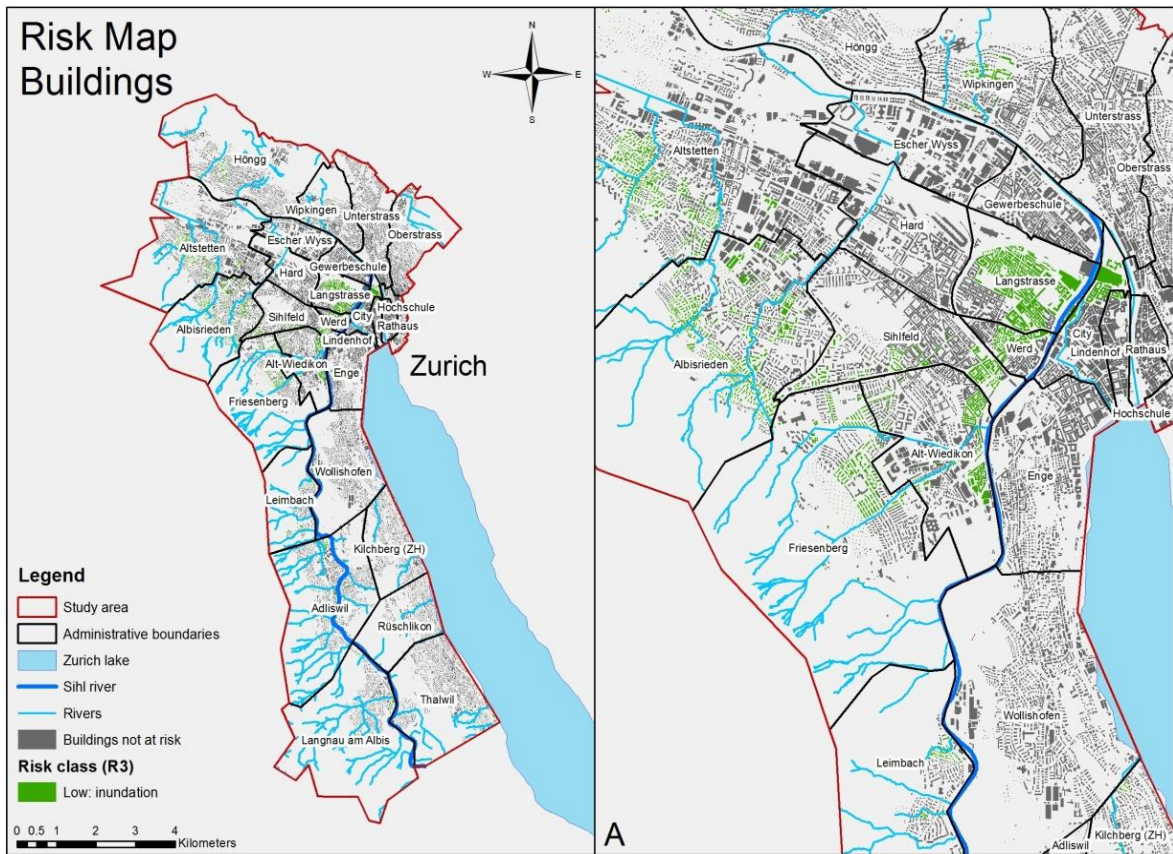 Risk Map
Buildings
N
W
E
S
Höngg
Wipkingen
Unterstrass
Oberstrass
Altstetten
Escher Wyss
Hard
Gewerbeschule
Langstrasse
Hochschule
Sihlfeld
Werd
City
Rathaus
Albisrieden
Lindenhof
Alt-Wiedikon
Enge
Zurich
Friesenberg
Wollishofen
Leimbach
Kilchberg (ZH)
Adliswil
Rüschlikon
Thalwil
Langnau am Albis
Legend
Study area
Administrative boundaries
Zurich lake
Sihl river
Rivers
Buildings not at risk
Risk class (R3)
Low: inundation
0 0.5 1 2 3 4
Kilometers
Höngg
Wipkingen
Unterstrass
Altstetten
Escher Wyss
Oberstrass
Gewerbeschule
Hard
Langstrasse
Sihlfeld
Werd
City
Lindenhof
Rathaus
Albisrieden
Hochschule
Alt-Wiedikon
Enge
Friesenberg
Wollishofen
Leimbach
A
Kilchberg (ZH)
Adliswil